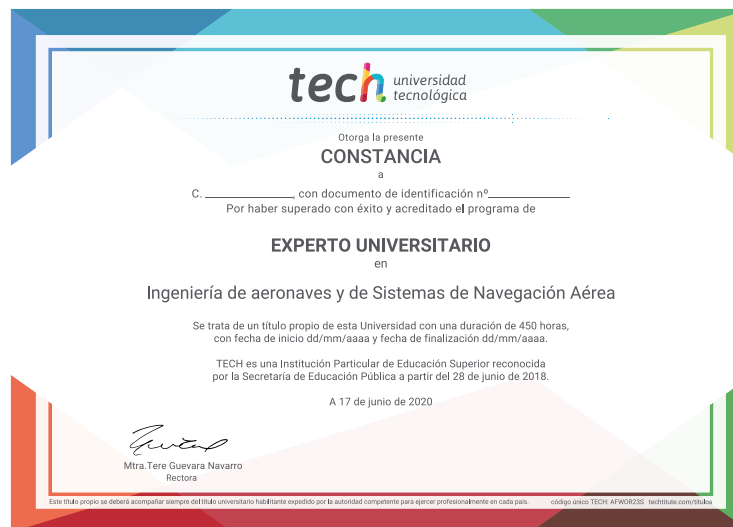 tech universidad
tecnológica
Otorga la presente
CONSTANCIA
a
C. ______________, con documento de identificación nº______________
Por haber superado con éxito y acreditado el programa de
EXPERTO UNIVERSITARIO
en
Ingeniería de aeronaves y de Sistemas de Navegación Aérea
Se trata de un título propio de esta Universidad con una duración de 450 horas,
con fecha de inicio dd/mm/aaaa y fecha de finalización dd/mm/aaaa.
TECH es una Institución Particular de Educación Superior reconocida
por la Secretaría de Educación Pública a partir del 28 de junio de 2018.
A 17 de junio de 2020
Mtra.Tere Guevara Navarro
Rectora
Este título propio se deberá acompañar siempre del título universitario habilitante expedido por la autoridad competente para ejercer profesionalmente en cada país. código único TECH: AFWOR23S techtitute.com/titulos